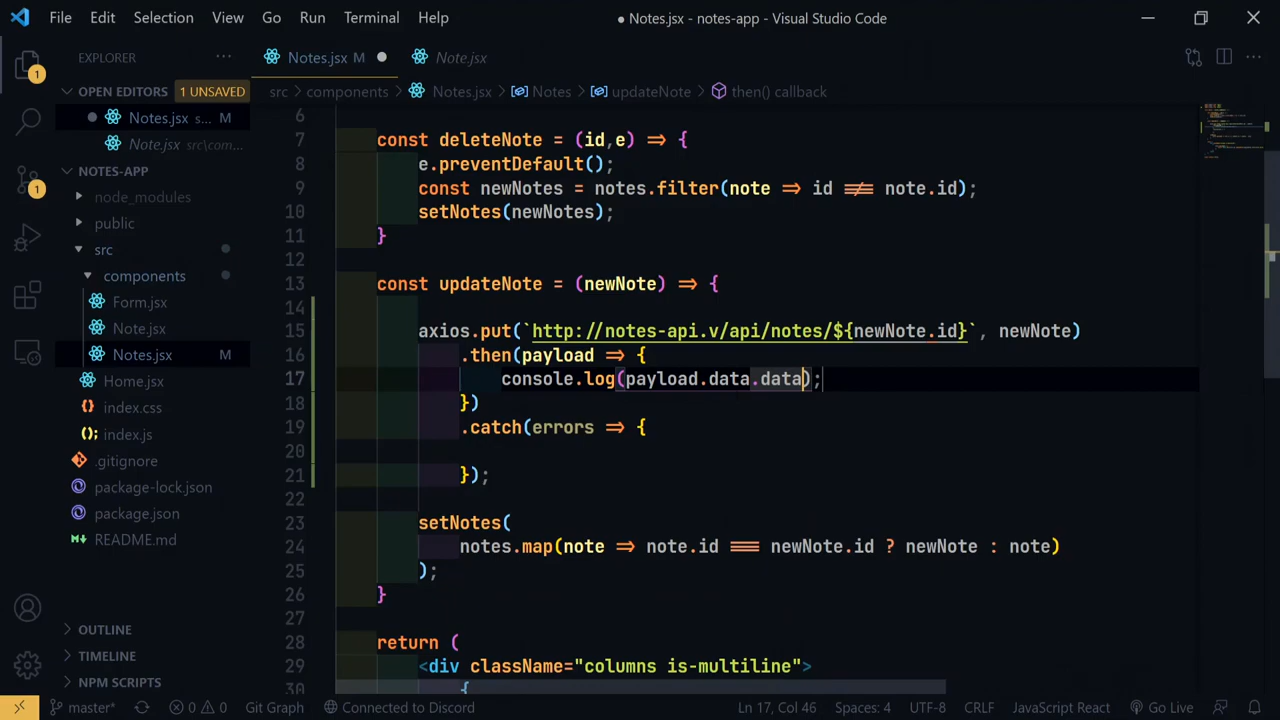 File Edit Selection View Go Run Terminal Help
● Notes.jsx - notes-app - Visual Studio Code
EXPLORER ···
Notes.jsx M ●
Note.jsx
OPEN EDITORS 1 UNSAVED
● Notes.jsx s... M
Note.jsx src\com...
NOTES-APP
node_modules
public
src
components
Form.jsx
Note.jsx
Notes.jsx M
Home.jsx
index.css
index.js
.gitignore
package-lock.json
package.json
README.md
OUTLINE
TIMELINE
NPM SCRIPTS
1
1
src > components > Notes.jsx > Notes > updateNote > then() callback
6
7 const deleteNote = (id,e) => {
8 e.preventDefault();
9 const newNotes = notes.filter(note => id !== note.id);
10 setNotes(newNotes);
11 }
12
13 const updateNote = (newNote) => {
14
15 axios.put(`http://notes-api.v/api/notes/${newNote.id}`, newNote)
16 .then(payload => {
17 console.log(payload.data.data);
18 })
19 .catch(errors => {
20
21 });
22
23 setNotes(
24 notes.map(note => note.id === newNote.id ? newNote : note)
25 );
26 }
27
28 return (
29 <div className="columns is-multiline">
30 {
master* 0 0 Git Graph Connected to Discord Ln 17, Col 46 Spaces: 4 UTF-8 CRLF JavaScript React Go Live